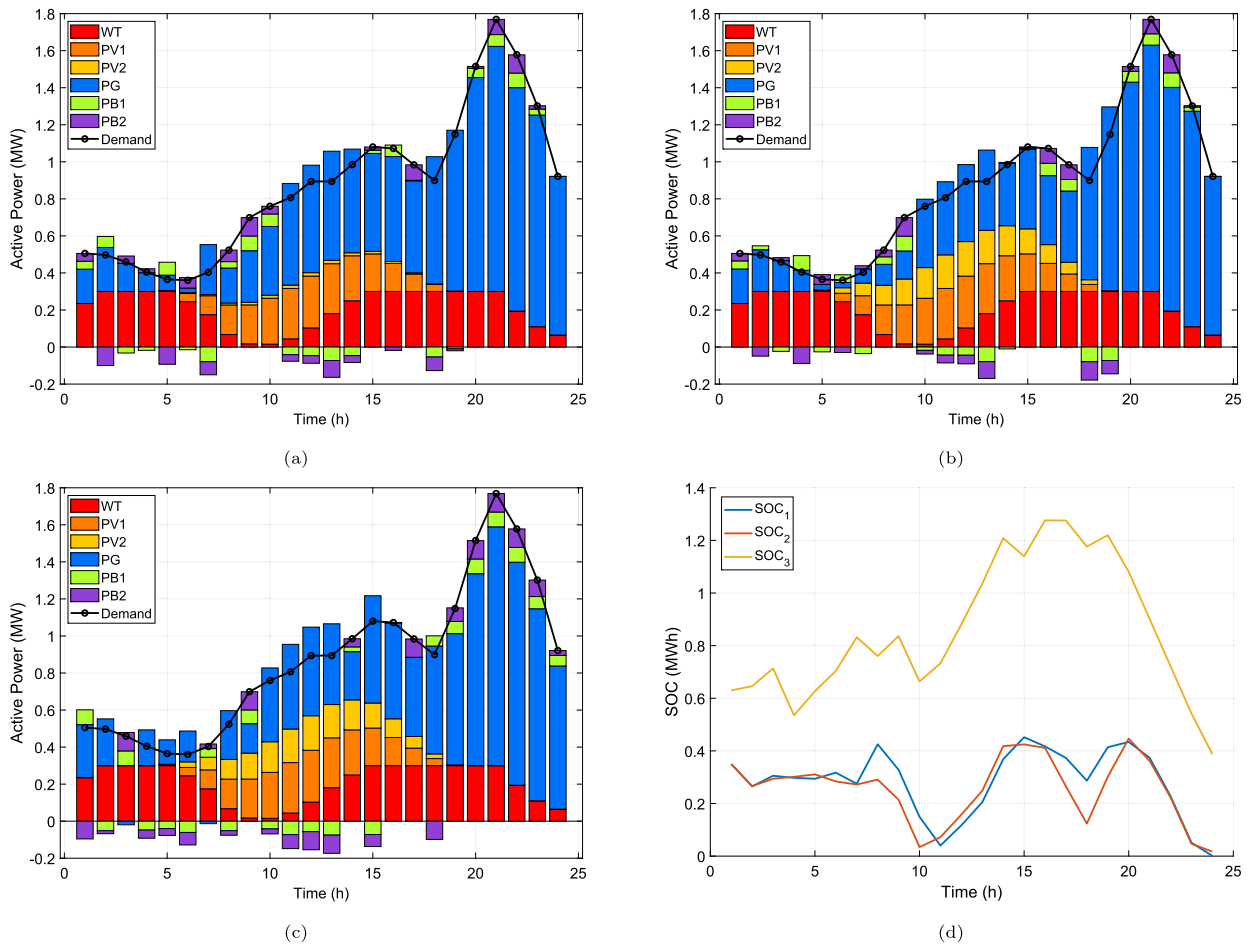 1.8
1.6
1.4
1.2
1
0.8
0.6
0.4
0.2
0
-0.2
Active Power (MW)
WT
PV1
PV2
PG
PB1
PB2
Demand
0 5 10 15 20 25
Time (h)
(a)
1.8
1.6
1.4
1.2
1
0.8
0.6
0.4
0.2
0
-0.2
Active Power (MW)
WT
PV1
PV2
PG
PB1
PB2
Demand
0 5 10 15 20 25
Time (h)
(b)
1.8
1.6
1.4
1.2
1
0.8
0.6
0.4
0.2
0
-0.2
Active Power (MW)
WT
PV1
PV2
PG
PB1
PB2
Demand
0 5 10 15 20 25
Time (h)
(c)
1.4
1.2
1
0.8
0.6
0.4
0.2
0
SOC (MWh)
SOC1
SOC2
SOC3
0 5 10 15 20 25
Time (h)
(d)